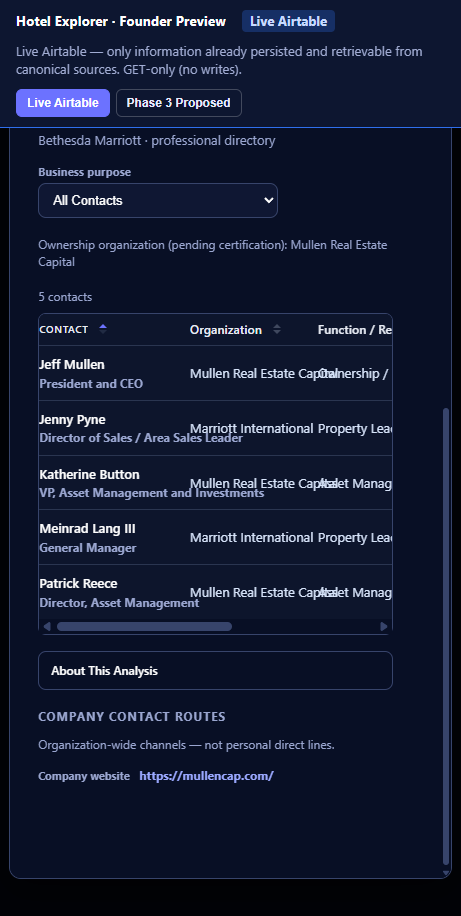 Hotel Explorer · Founder Preview Live Airtable
Live Airtable — only information already persisted and retrievable from
canonical sources. GET-only (no writes).
Live Airtable Phase 3 Proposed
Bethesda Marriott · professional directory
Business purpose
All Contacts
Ownership organization (pending certification): Mullen Real Estate
Capital
5 contacts
CONTACT Organization Function / Re
Jeff Mullen
President and CEO
Mullen Real Estate Capital Ownership /
Jenny Pyne
Director of Sales / Area Sales Leader
Marriott International Property Lea
Katherine Button
VP, Asset Management and Investments
Mullen Real Estate Capital Asset Manag
Meinrad Lang III
General Manager
Marriott International Property Lea
Patrick Reece
Director, Asset Management
Mullen Real Estate Capital Asset Manag
About This Analysis
COMPANY CONTACT ROUTES
Organization-wide channels — not personal direct lines.
Company website https://mullencap.com/